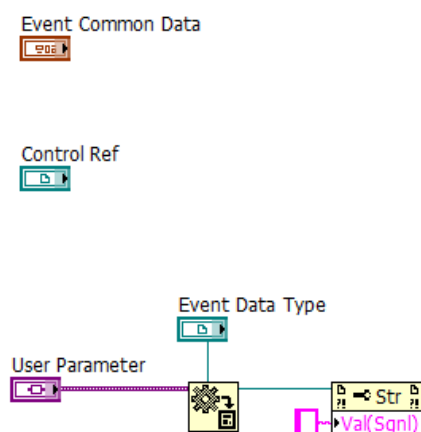 Event Common Data
Control Ref
Event Data Type
User Parameter
Str
Val(Sgnl)